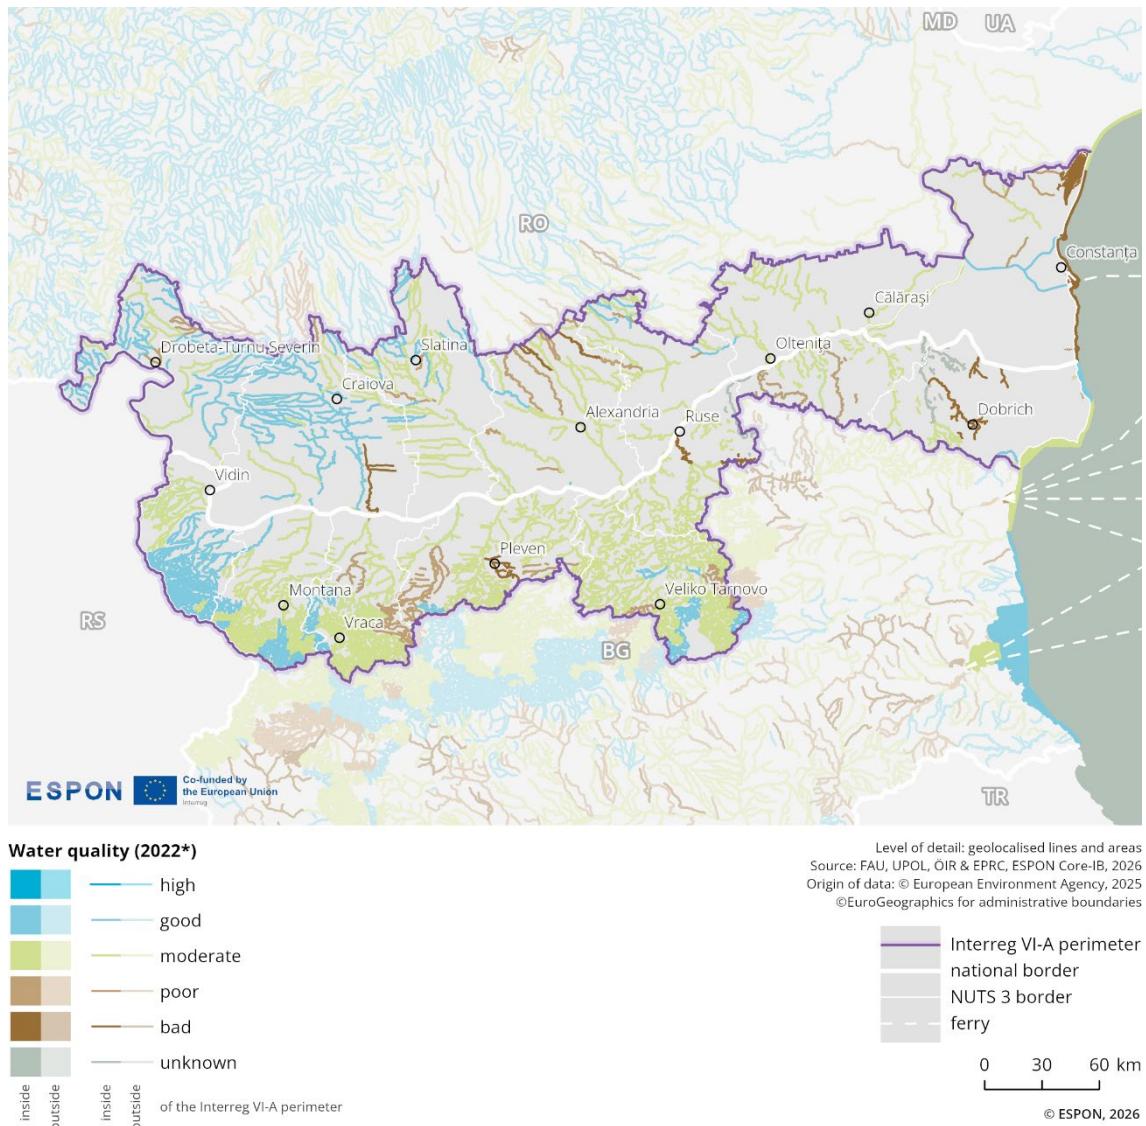 MD
UA
RO
Constanța
Călărași
Drobeta-Turnu Severin
Slatina
Oltenița
Craiova
Alexandria
Ruse
Dobrich
Vidin
Pleven
Montana
Veliko Tarnovo
Vraca
RS
BG
TR
ESPON
Co-funded by
the European Union
Interreg
Water quality (2022*)
high
good
moderate
poor
bad
unknown
inside
outside
inside
outside
of the Interreg VI-A perimeter
Level of detail: geolocalised lines and areas
Source: FAU, UPOL, ÖIR & EPRC, ESPON Core-IB, 2026
Origin of data: © European Environment Agency, 2025
©EuroGeographics for administrative boundaries
Interreg VI-A perimeter
national border
NUTS 3 border
ferry
0 30 60 km
© ESPON, 2026